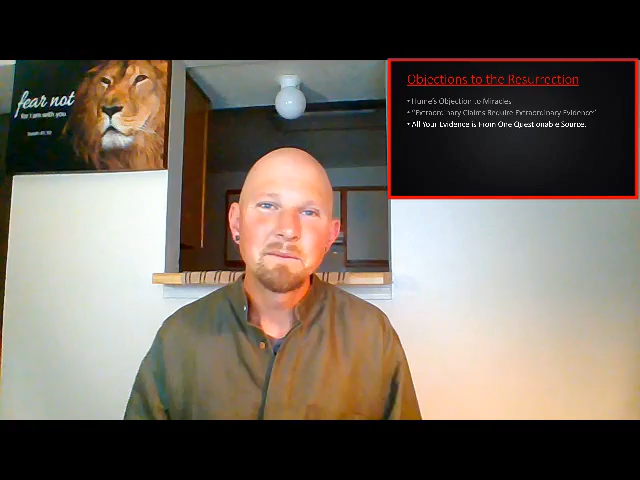 fear not
for I am with you
Objections to the Resurrection
• Hume's Objection to Miracles
• "Extraordinary Claims Require Extraordinary Evidence"
• All Your Evidence is From One Questionable Source.